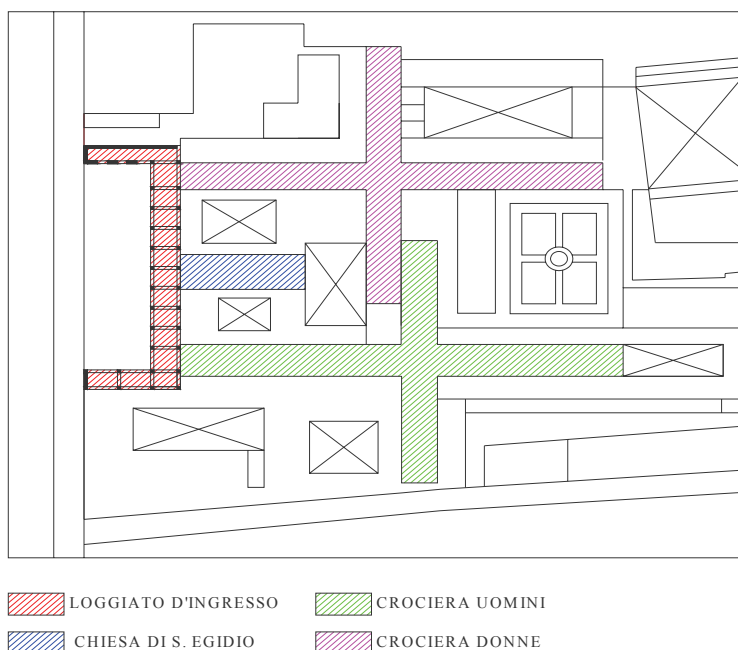 LOGGIATO D'INGRESSO
CROCIERA UOMINI
CHIESA DI S. EGIDIO
CROCIERA DONNE